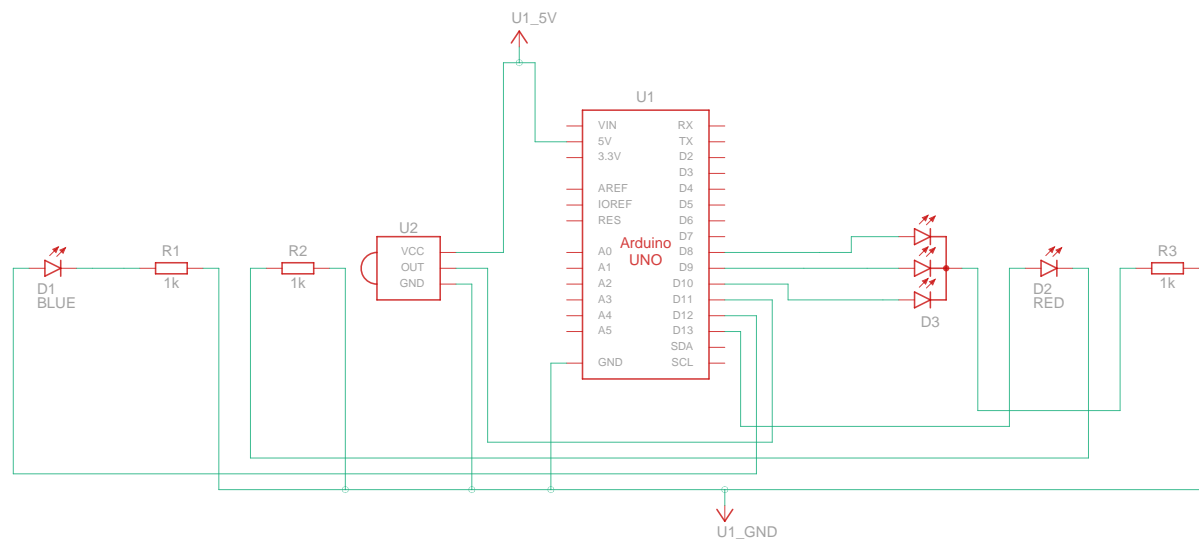 U1_5V
U1
VIN
5V
3.3V
AREF
IOREF
RES
A0
A1
A2
A3
A4
A5
GND
Arduino
UNO
RX
TX
D2
D3
D4
D5
D6
D7
D8
D9
D10
D11
D12
D13
SDA
SCL
D1
BLUE
R1
1k
R2
1k
U2
VCC
OUT
GND
D3
D2
RED
R3
1k
U1_GND